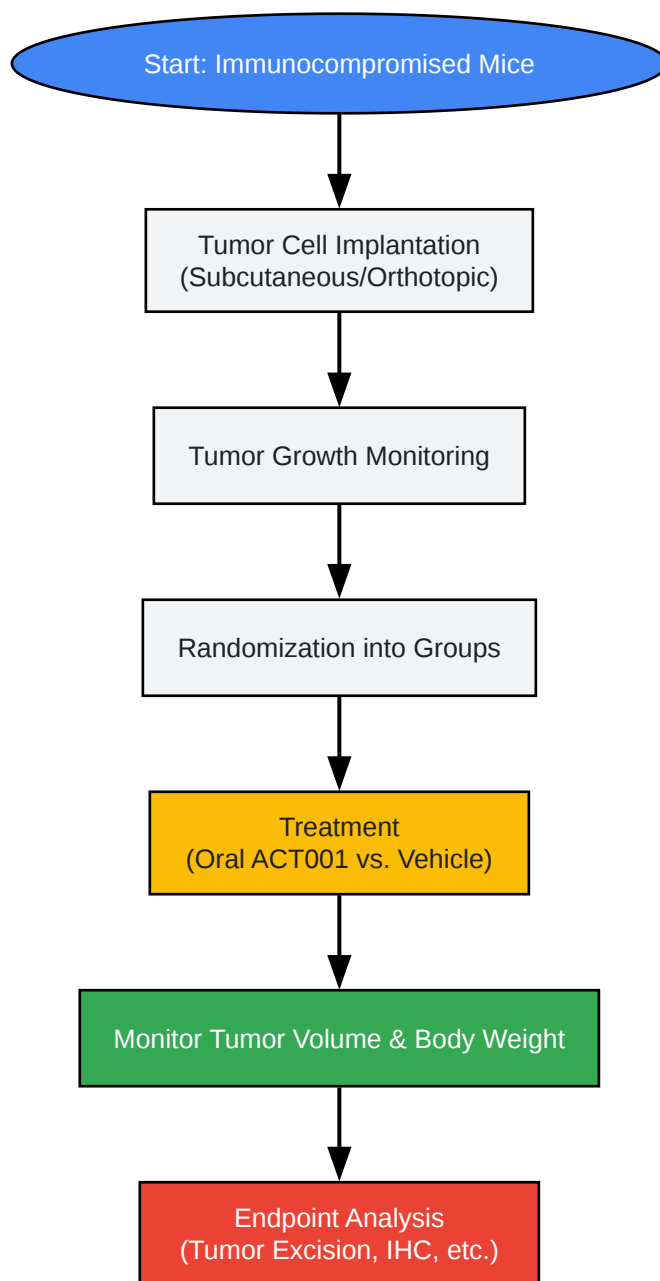 Start: Immunocompromised Mice
Tumor Cell Implantation
(Subcutaneous/Orthotopic)
Tumor Growth Monitoring
Randomization into Groups
Treatment
(Oral ACT001 vs. Vehicle)
Monitor Tumor Volume & Body Weight
Endpoint Analysis
(Tumor Excision, IHC, etc.)